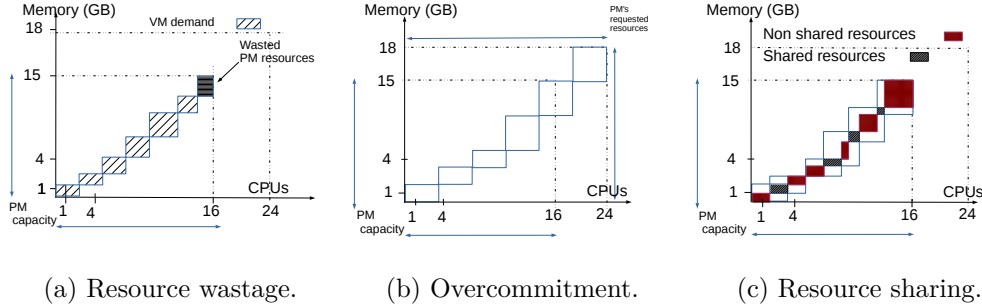 Memory (GB)
VM demand
18
Wasted
PM resources
15
4
1
CPUs
PM
capacity
1
4
16
24
(a) Resource wastage.
Memory(GB)
PM's
requested
resources
18
15
4
1
CPUs
PM
capacity
1
4
16
24
(b) Overcommitment.
Memory (GB)
Non shared resources
18
Shared resources
15
4
1
CPUs
PM
capacity
1
4
16
24
(c) Resource sharing.